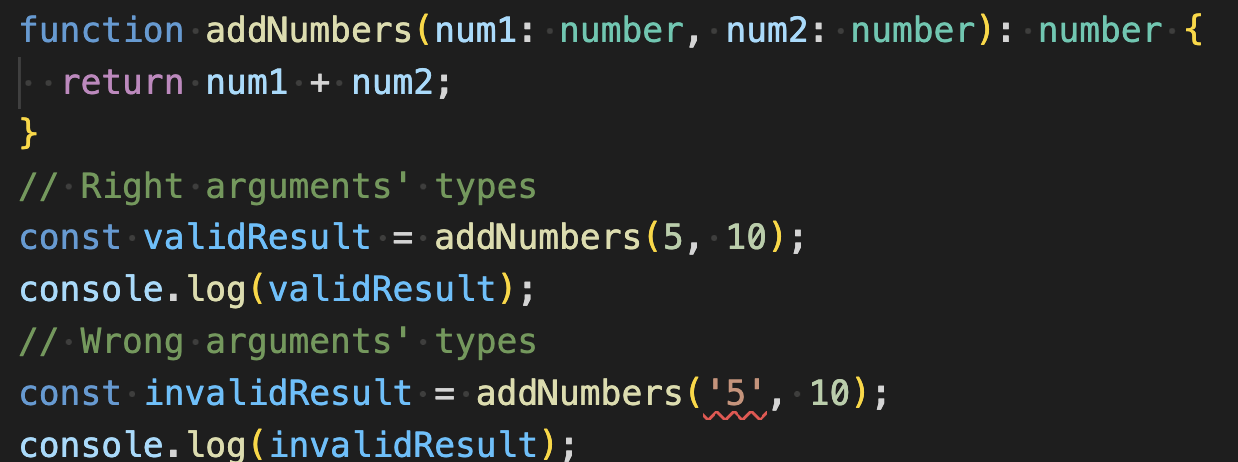 function addNumbers(num1: number, num2: number): number {
  return num1 + num2;
}
// Right arguments' types
const validResult = addNumbers(5, 10);
console.log(validResult);
// Wrong arguments' types
const invalidResult = addNumbers('5', 10);
console.log(invalidResult);